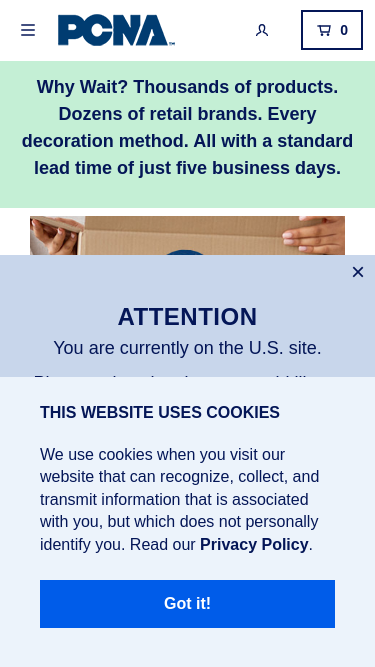 PCNA
0
Why Wait? Thousands of products.
Dozens of retail brands. Every
decoration method. All with a standard
lead time of just five business days.
ATTENTION
You are currently on the U.S. site.
THIS WEBSITE USES COOKIES
We use cookies when you visit our
website that can recognize, collect, and
transmit information that is associated
with you, but which does not personally
identify you. Read our Privacy Policy.
Got it!